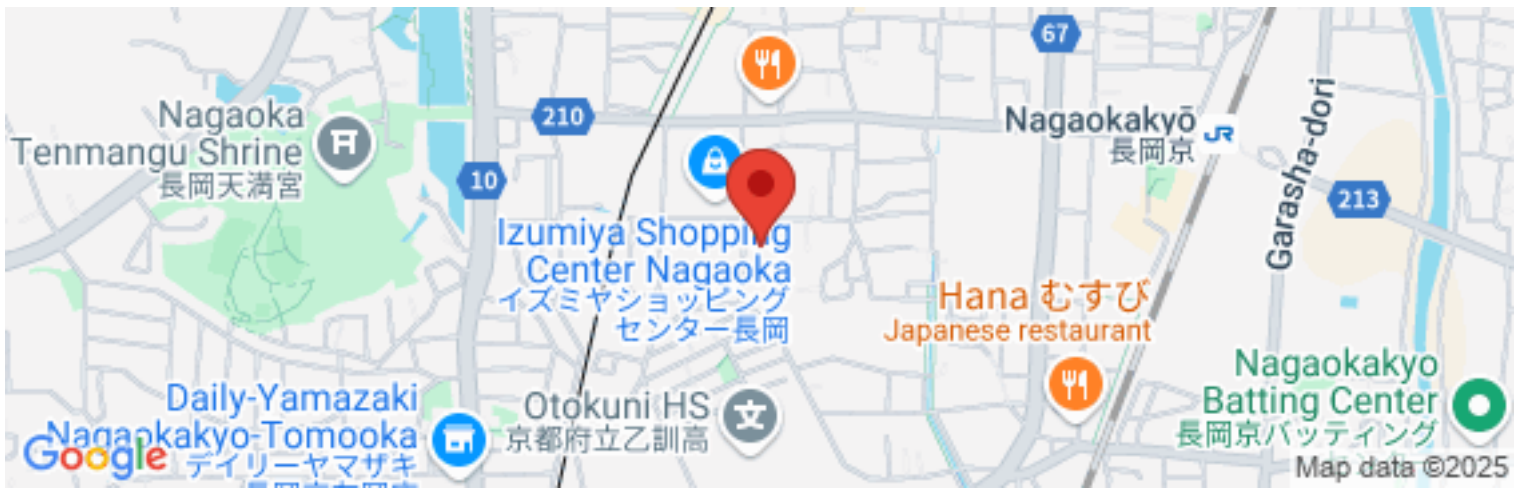 67
Nagaoka
Tenmangu Shrine
長岡天満宮
210
Nagaokakyō
長岡京
JR
10
213
Garasha-dori
Izumiya Shopping
Center Nagaoka
イズミヤショッピング
センター長岡
Hana むすび
Japanese restaurant
Nagaokakyo
Batting Center
長岡京バッティング
Daily-Yamazaki
Nagaokakyo-Tomooka
デイリーヤマザキ
Otokuni HS
京都府立乙訓高
文
Google
Map data ©2025